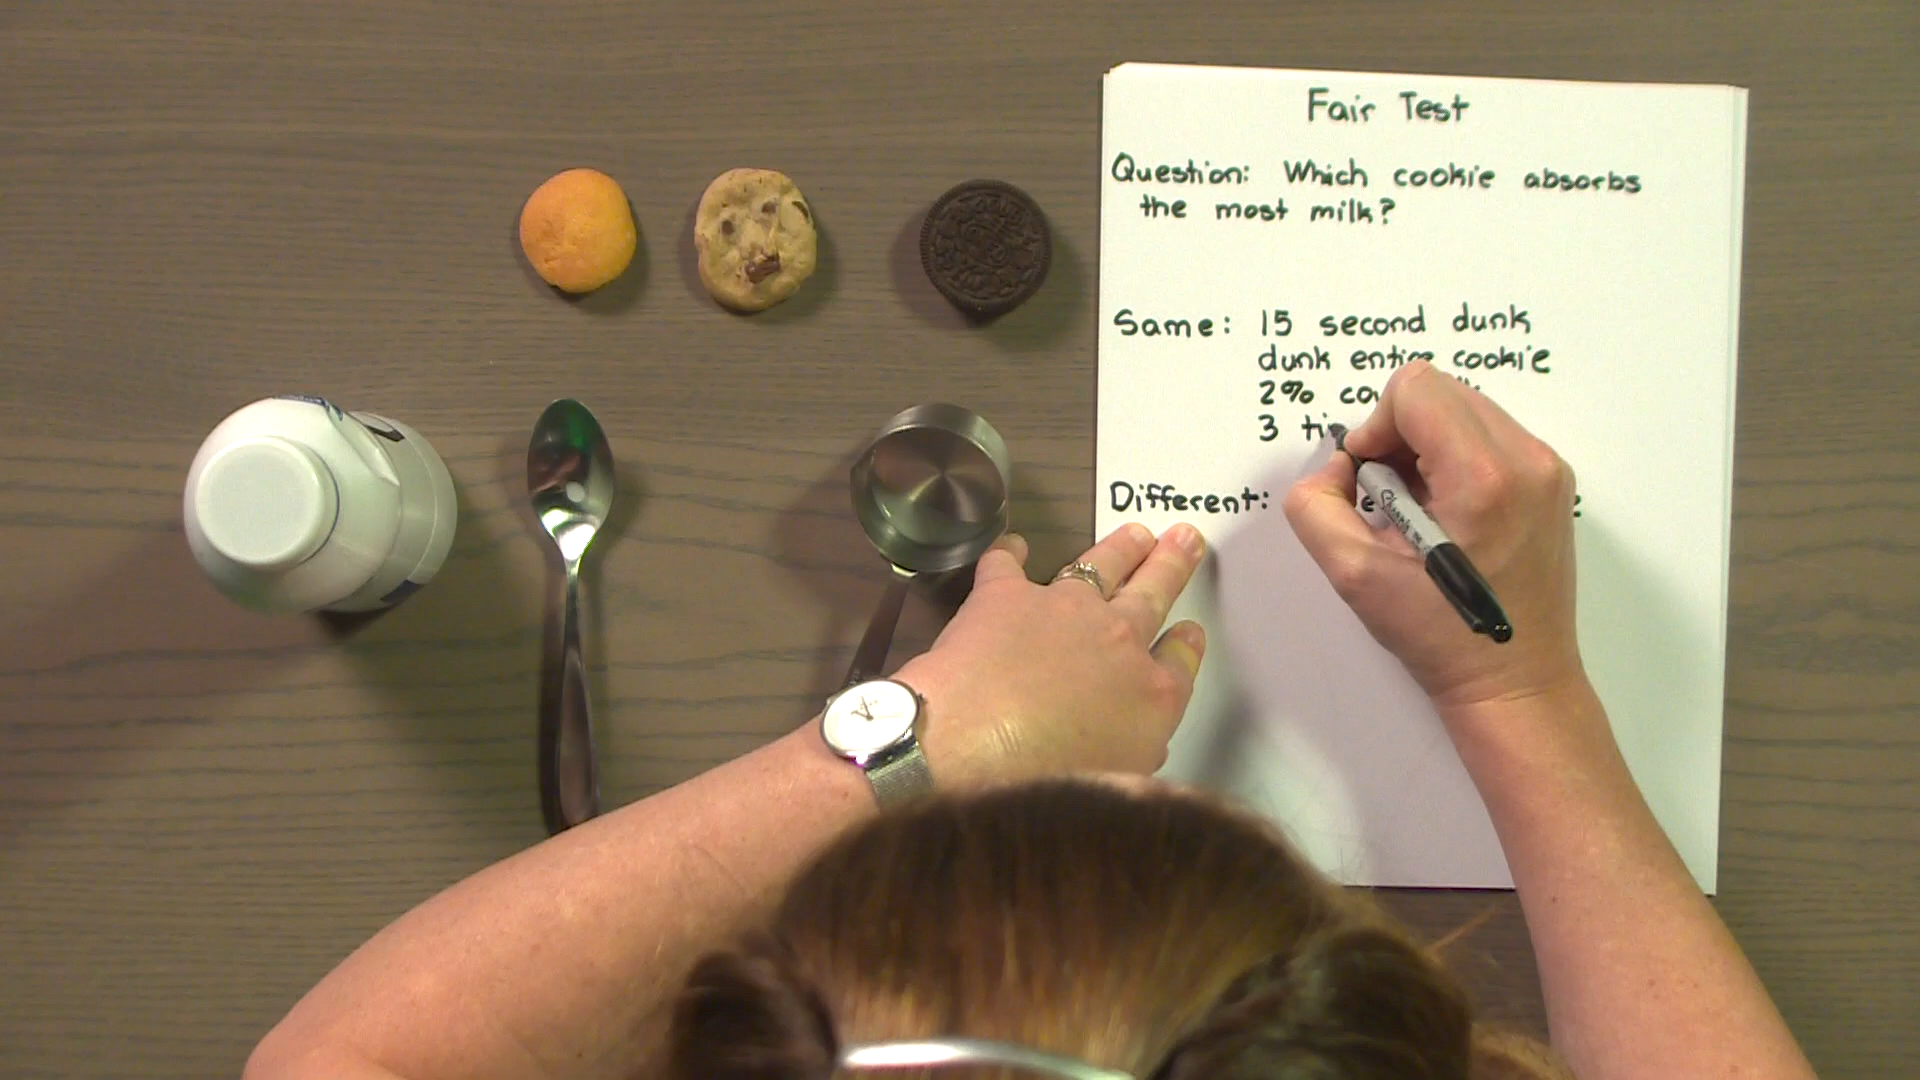 Fair Test
Question: Which cookie absorbs
the most milk?
Same: 15 second dunk
dunk entire cookie
2%
3
Different: